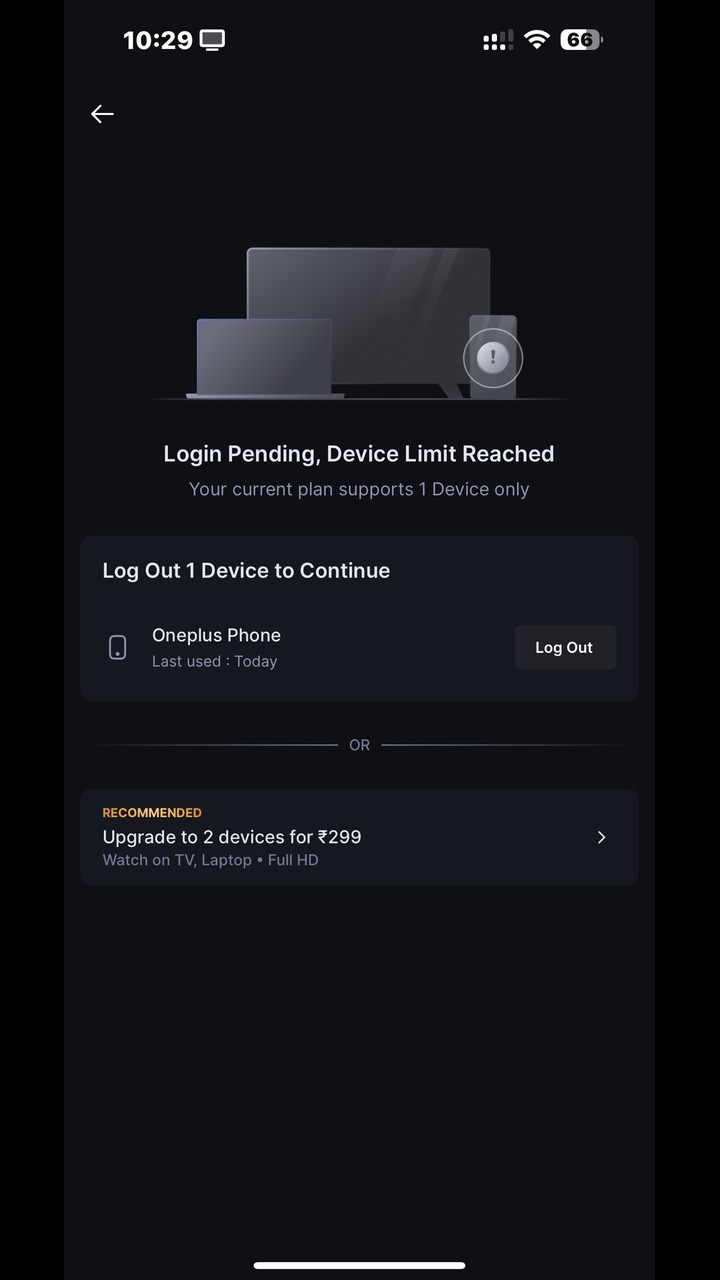 10:29
66
Login Pending, Device Limit Reached
Your current plan supports 1 Device only
Log Out 1 Device to Continue
Oneplus Phone
Last used : Today
Log Out
OR
RECOMMENDED
Upgrade to 2 devices for ₹299
Watch on TV, Laptop • Full HD